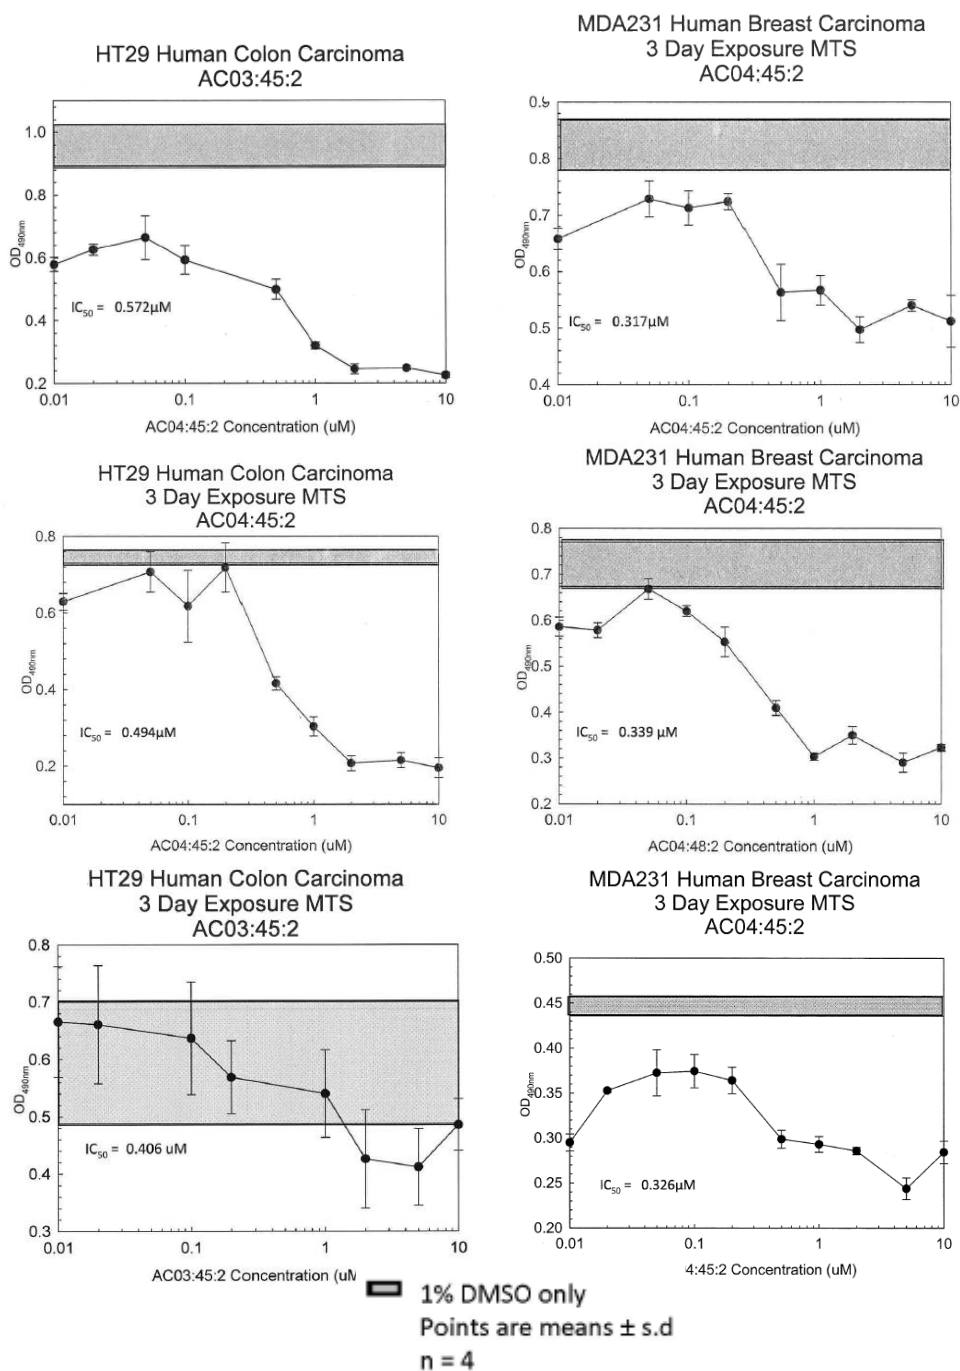 HT29 Human Colon Carcinoma
AC03:45:2
1.0
0.8
0.6
0.4
0.2
OD490nm
IC50 = 0.572µM
0.01 0.1 1 10
AC04:45:2 Concentration (uM)
MDA231 Human Breast Carcinoma
3 Day Exposure MTS
AC04:45:2
0.9
0.8
0.7
0.6
0.5
0.4
OD490nm
IC50 = 0.317µM
0.01 0.1 1 10
AC04:45:2 Concentration (uM)
HT29 Human Colon Carcinoma
3 Day Exposure MTS
AC04:45:2
0.8
0.6
0.4
0.2
OD490nm
IC50 = 0.494µM
0.01 0.1 1 10
AC04:45:2 Concentration (uM)
MDA231 Human Breast Carcinoma
3 Day Exposure MTS
AC04:45:2
0.8
0.7
0.6
0.5
0.4
0.3
0.2
OD490nm
IC50 = 0.339 µM
0.01 0.1 1 10
AC04:48:2 Concentration (uM)
HT29 Human Colon Carcinoma
3 Day Exposure MTS
AC03:45:2
0.8
0.7
0.6
0.5
0.4
0.3
OD490nm
IC50 = 0.406 uM
0.01 0.1 1 10
AC03:45:2 Concentration (uM
MDA231 Human Breast Carcinoma
3 Day Exposure MTS
AC04:45:2
0.50
0.45
0.40
0.35
0.30
0.25
0.20
OD490nm
IC50 = 0.326µM
0.01 0.1 1 10
4:45:2 Concentration (uM)
1% DMSO only
Points are means ± s.d
n = 4